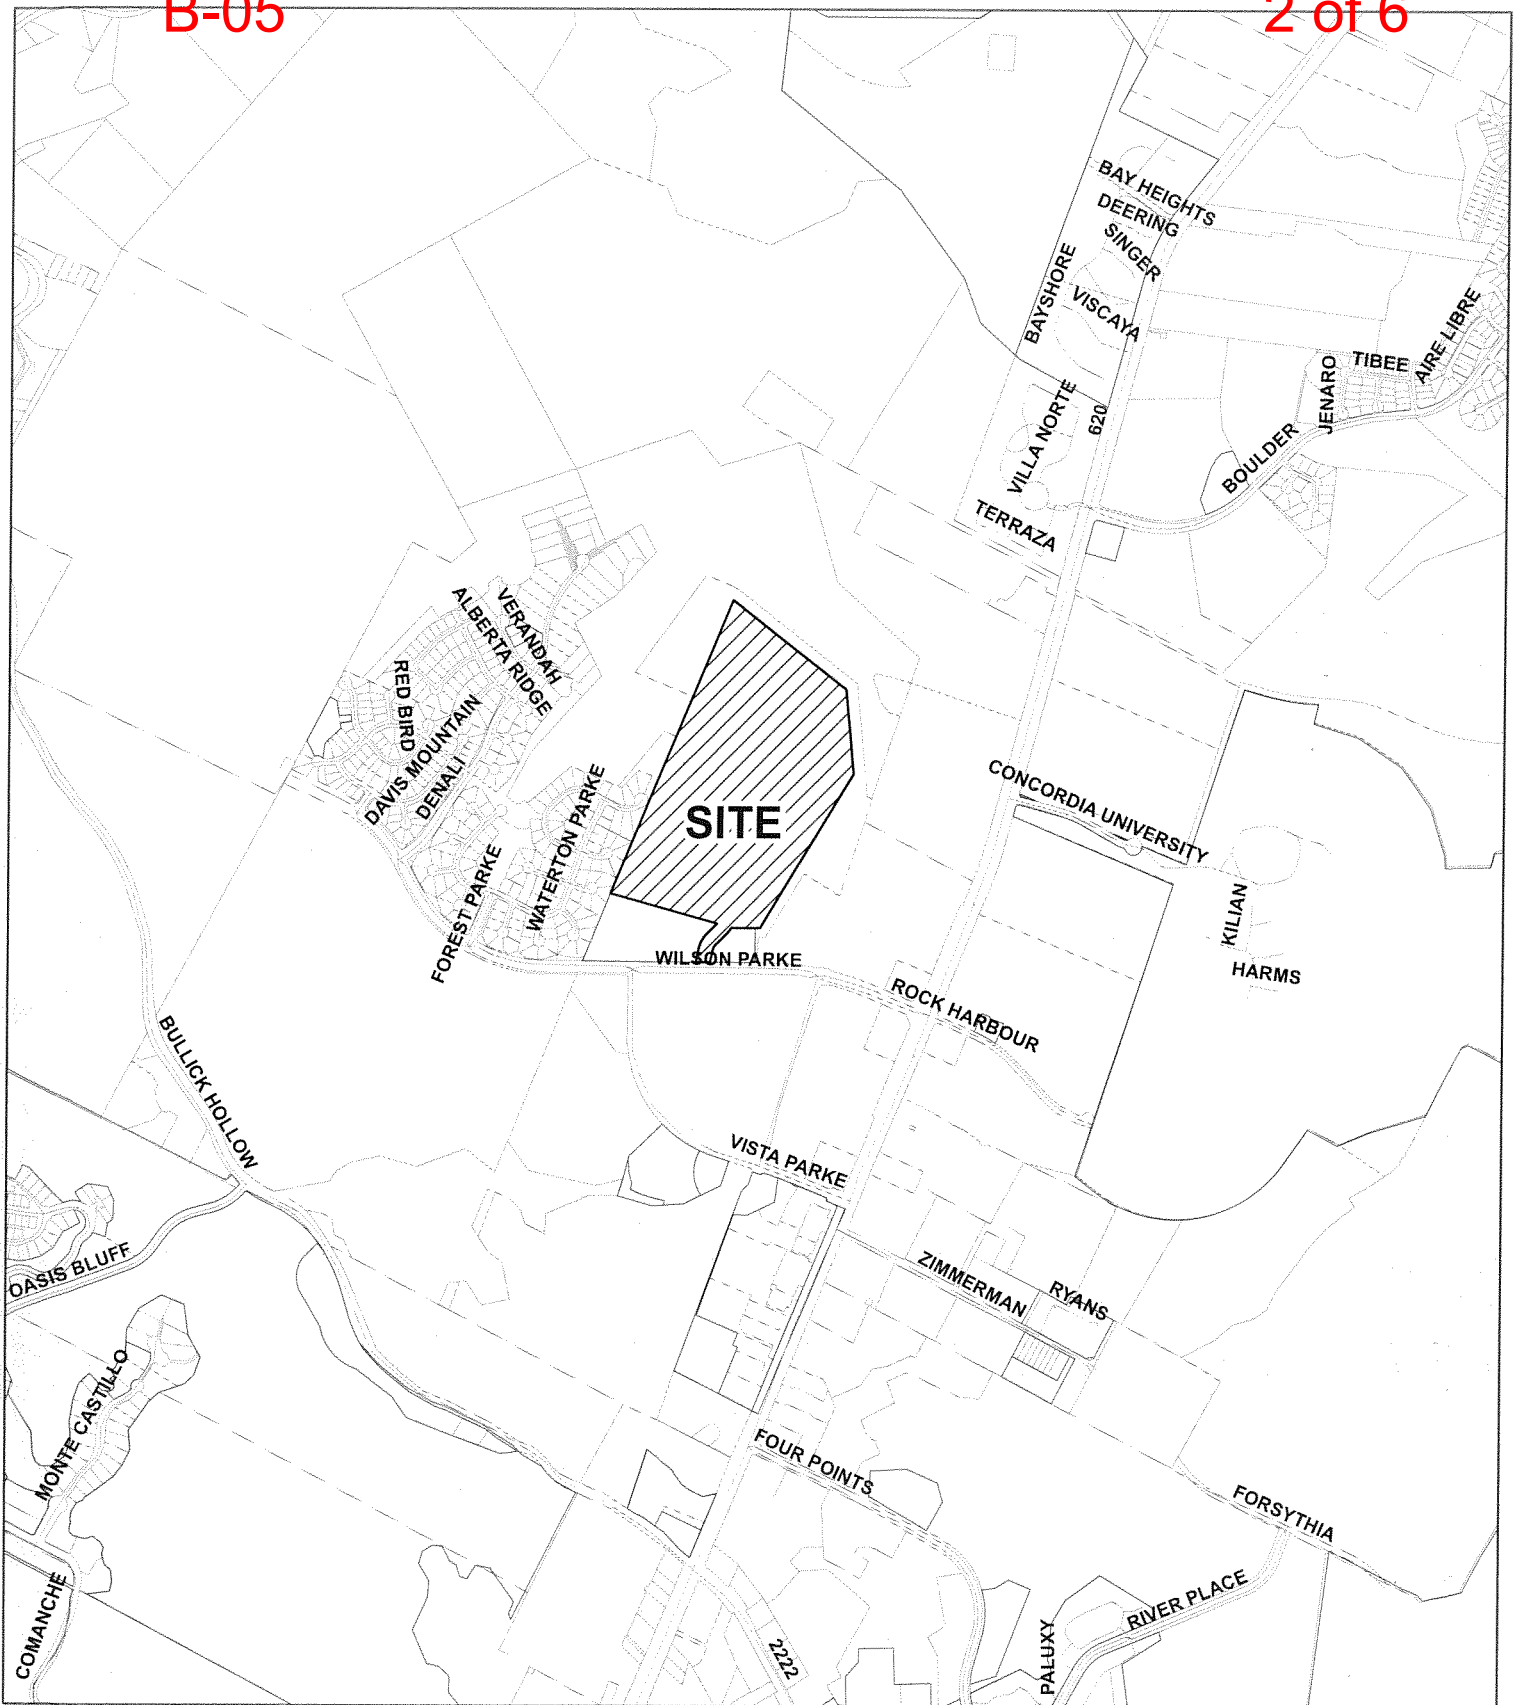 B-05
2 of 6
BAY HEIGHTS
DEERING
SINGER
BAYSHORE
VISCAYA
AIRE LIBRE
TIBEE
JENARO
VILLA NORTE
620
BOULDER
TERRAZA
VERANDAH
ALBERTA RIDGE
RED BIRD
DAVIS MOUNTAIN
DENALI
WATERTON PARKE
SITE
CONCORDIA UNIVERSITY
FOREST PARKE
KILIAN
WILSON PARKE
HARMS
ROCK HARBOUR
BULLICK HOLLOW
VISTA PARKE
OASIS BLUFF
ZIMMERMAN
RYANS
MONTE CASTILLO
FOUR POINTS
FORSYTHIA
COMANCHE
RIVER PLACE
PALUXY
2222